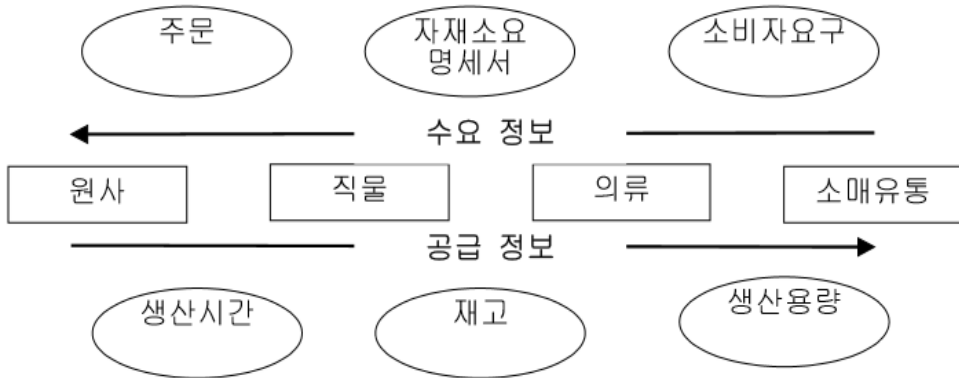 주문
자재소요
명세서
소비자요구
수요 정보
원사
직물
의류
소매유통
공급 정보
생산시간
재고
생산용량